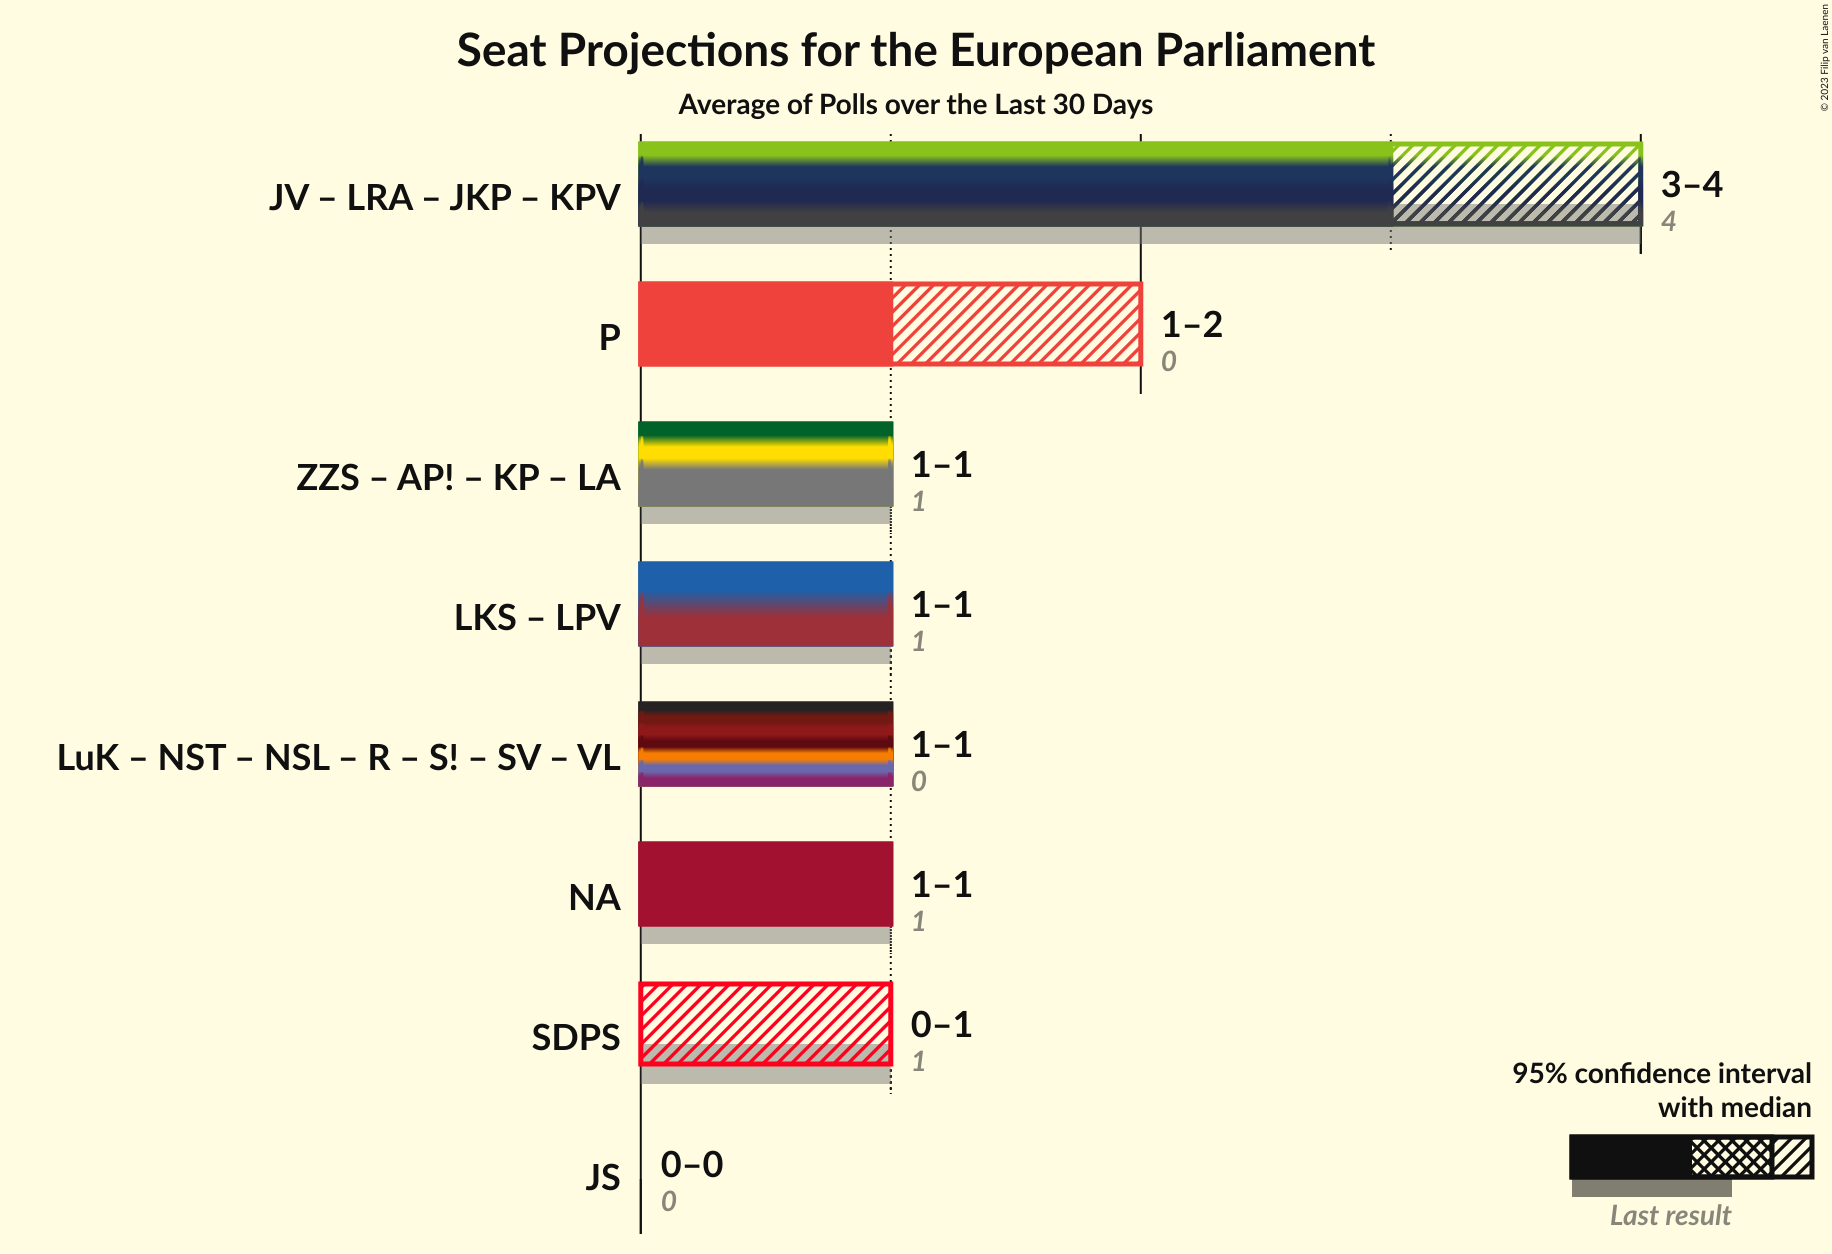 Seat Projections for the European Parliament
Average of Polls over the Last 30 Days
© 2023 Filip van Laenen
JV – LRA – JKP – KPV
3–4
4
P
1–2
0
ZZS – AP! – KP – LA
1–1
1
LKS – LPV
1–1
1
LuK – NST – NSL – R – S! – SV – VL
1–1
0
NA
1–1
1
SDPS
0–1
1
JS
0–0
0
95% confidence interval
with median
Last result